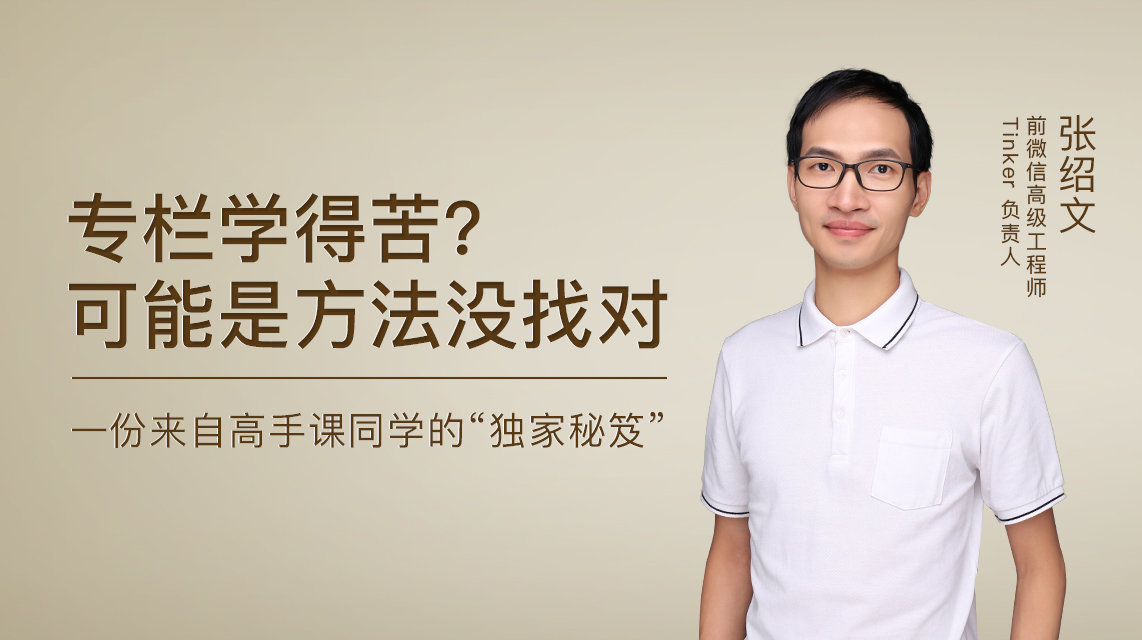 专栏学得苦？
可能是方法没找对
一份来自高手课同学的“独家秘笈”
张绍文
前微信高级工程师
Tinker 负责人